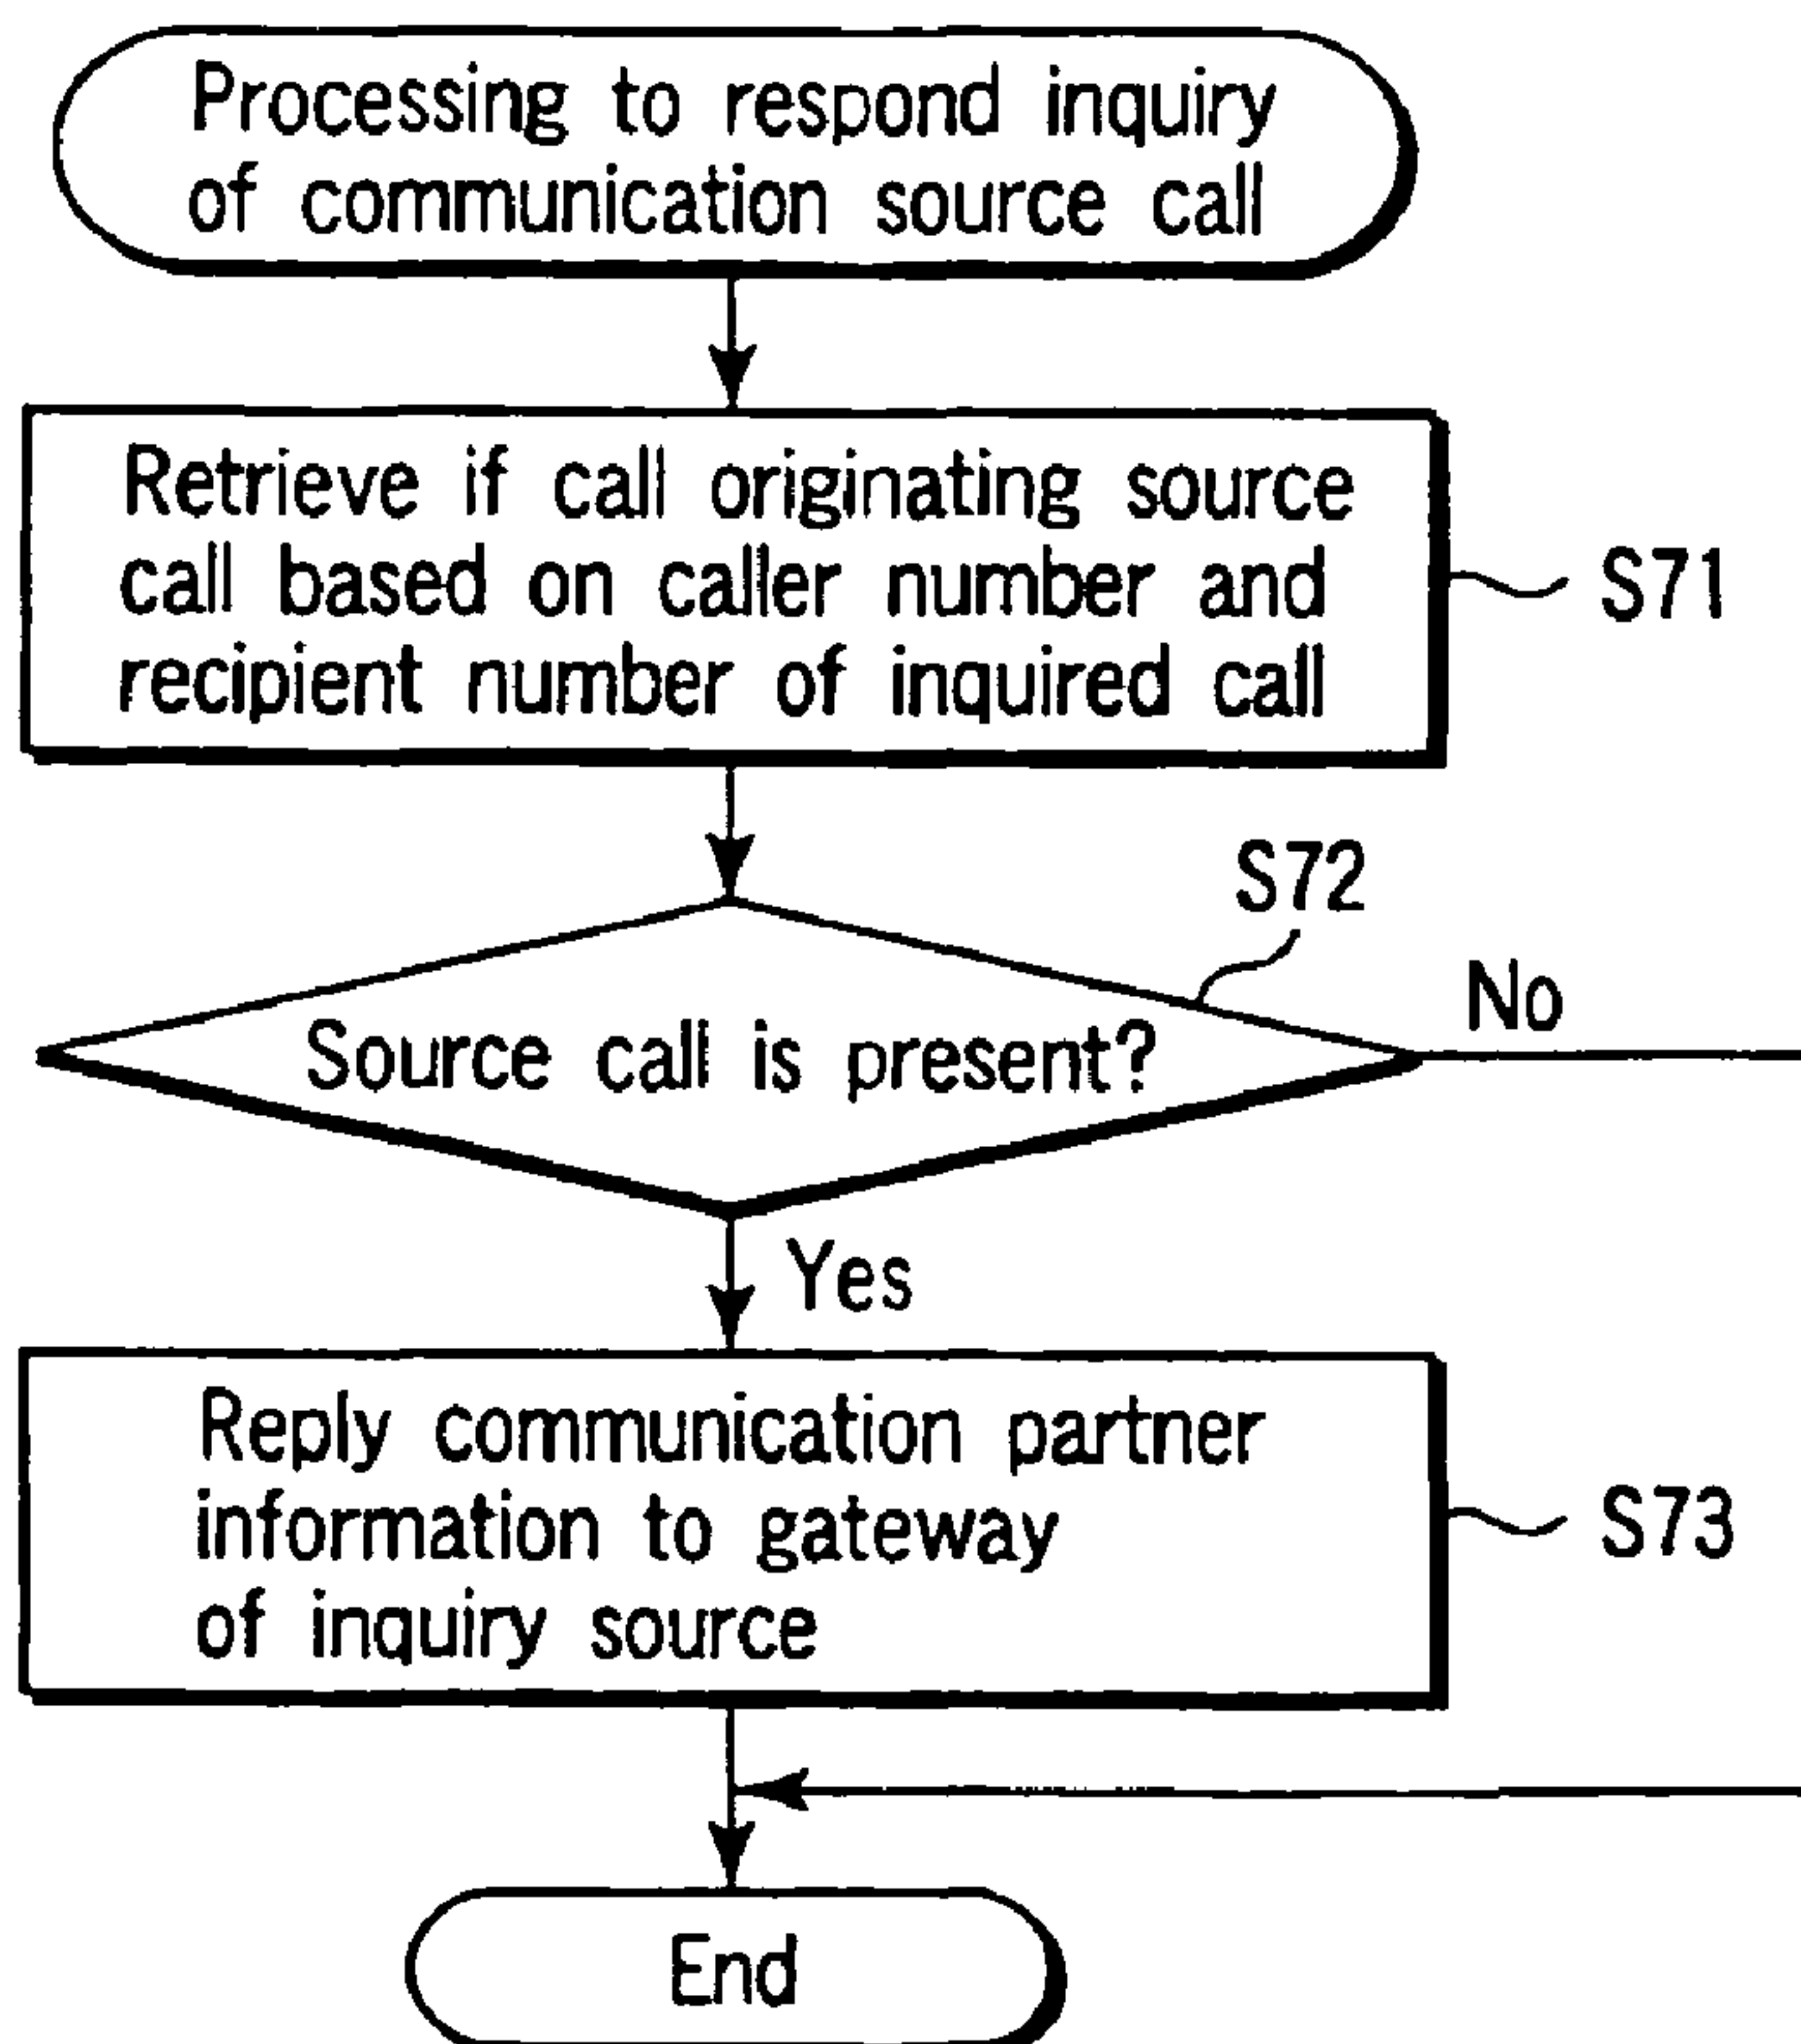 Processing to respond inquiry
of communication source call
Retrieve if call originating source
call based on caller number and
recipient number of inquired call
S71
S72
Source call is present?
No
Yes
Reply communication partner
information to gateway
of inquiry source
S73
End